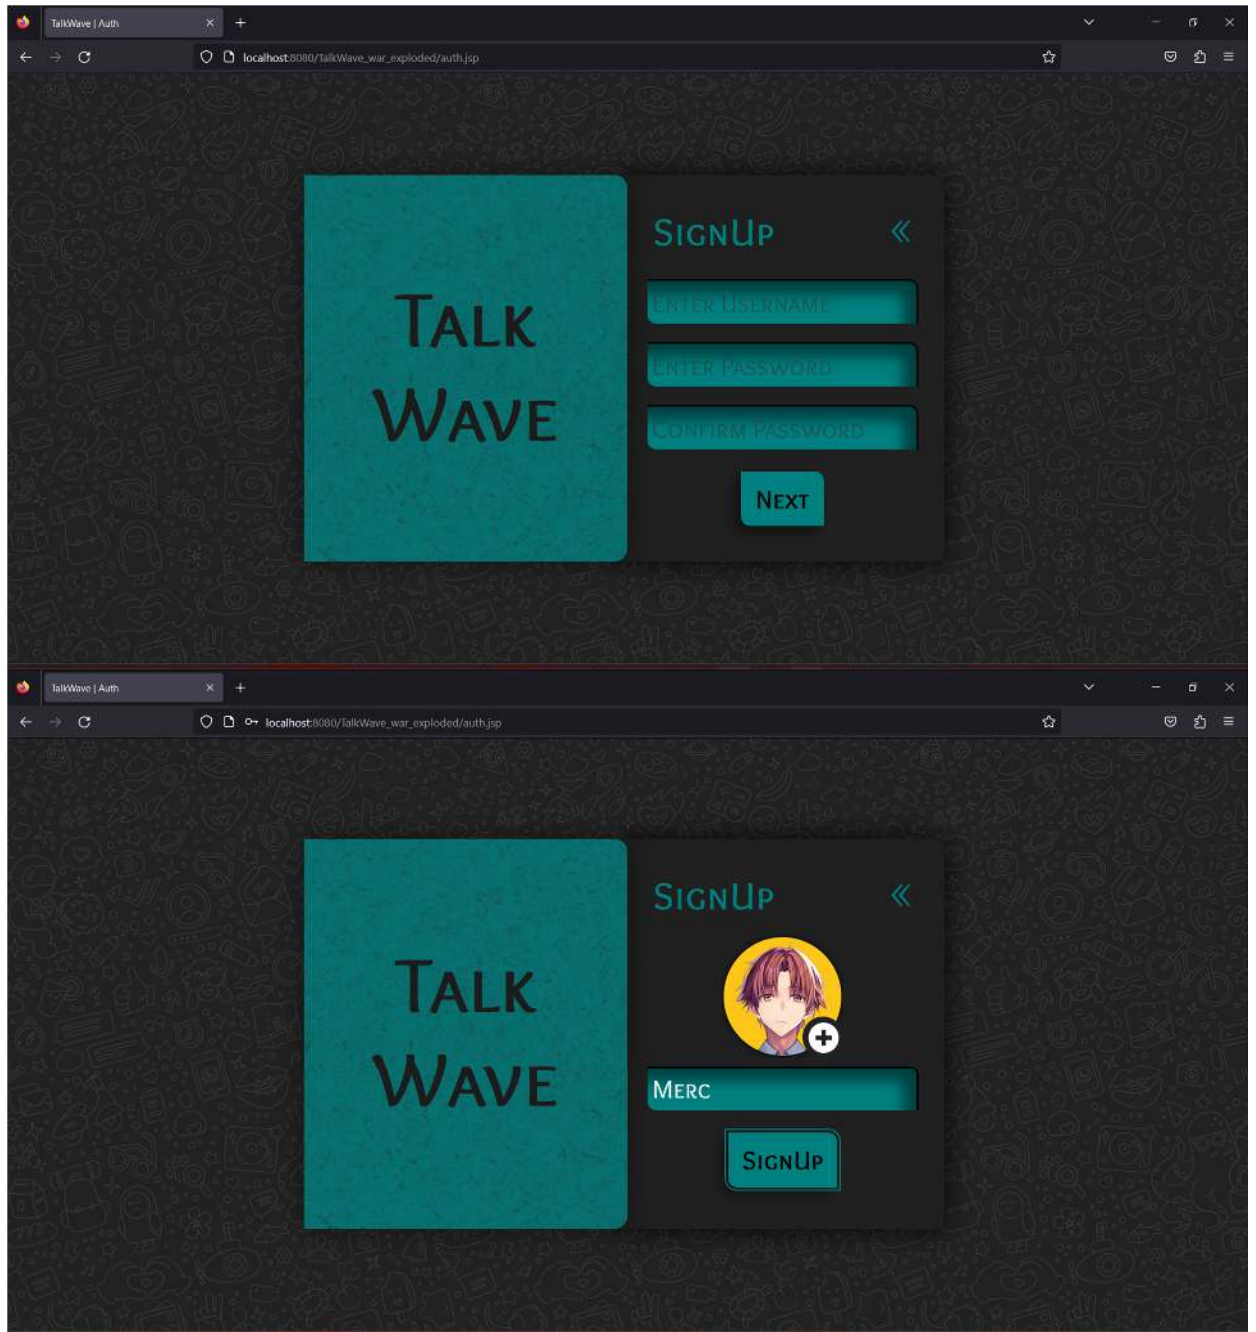 TalkWave | Auth
localhost:8080/TalkWave_war_exploded/auth.jsp
Talk
Wave
SignUp
Enter Username
Enter Password
Confirm Password
Next
TalkWave | Auth
localhost:8080/TalkWave_war_exploded/auth.jsp
Talk
Wave
SignUp
Merc
SignUp